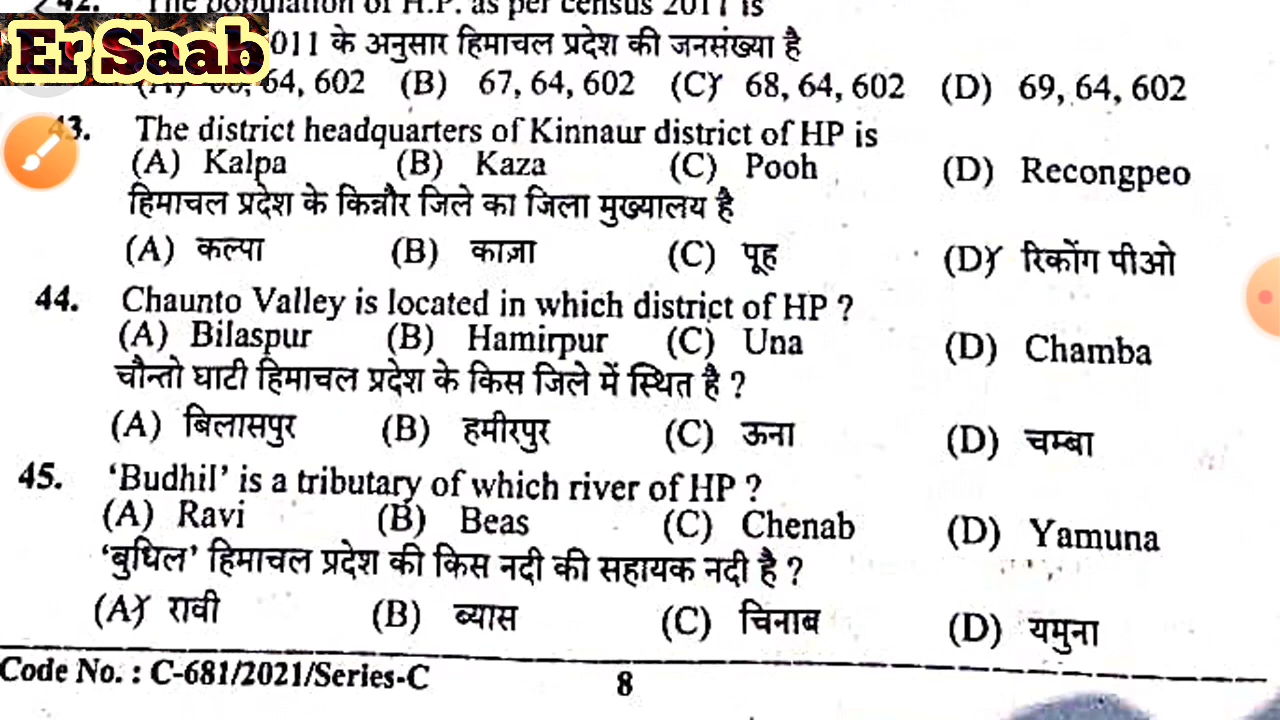 42. The population of H.P. as per census 2011 is
Er Saab
011 के अनुसार हिमाचल प्रदेश की जनसंख्या है
64, 602 (B) 67, 64, 602 (C) 68, 64, 602 (D) 69, 64, 602
43. The district headquarters of Kinnaur district of HP is
(A) Kalpa (B) Kaza (C) Pooh (D) Recongpeo
हिमाचल प्रदेश के किन्नौर जिले का जिला मुख्यालय है
(A) कल्पा (B) काज़ा (C) पूह (D) रिकोंग पीओ
44. Chaunto Valley is located in which district of HP ?
(A) Bilaspur (B) Hamirpur (C) Una (D) Chamba
चौन्तो घाटी हिमाचल प्रदेश के किस जिले में स्थित है ?
(A) बिलासपुर (B) हमीरपुर (C) ऊना (D) चम्बा
45. ‘Budhil’ is a tributary of which river of HP ?
(A) Ravi (B) Beas (C) Chenab (D) Yamuna
‘बुधिल’ हिमाचल प्रदेश की किस नदी की सहायक नदी है ?
(A) रावी (B) ब्यास (C) चिनाब (D) यमुना
Code No. : C-681/2021/Series-C 8